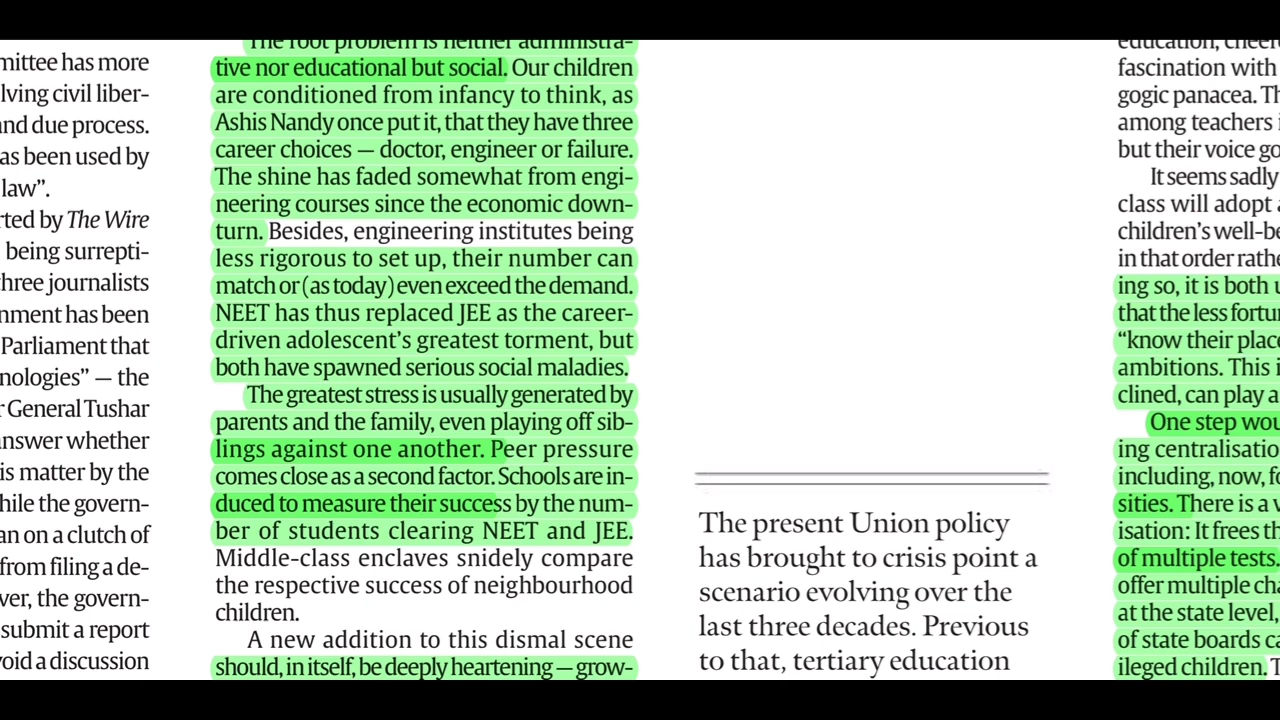 mittee has more
lving civil liber-
and due process.
as been used by
law”.
rted by The Wire
being surrepti-
three journalists
nment has been
Parliament that
nologies” — the
r General Tushar
answer whether
is matter by the
hile the govern-
an on a clutch of
from filing a de-
ver, the govern-
submit a report
void a discussion
The root problem is neither administra-
tive nor educational but social. Our children
are conditioned from infancy to think, as
Ashis Nandy once put it, that they have three
career choices — doctor, engineer or failure.
The shine has faded somewhat from engi-
neering courses since the economic down-
turn. Besides, engineering institutes being
less rigorous to set up, their number can
match or (as today) even exceed the demand.
NEET has thus replaced JEE as the career-
driven adolescent’s greatest torment, but
both have spawned serious social maladies.
The greatest stress is usually generated by
parents and the family, even playing off sib-
lings against one another. Peer pressure
comes close as a second factor. Schools are in-
duced to measure their success by the num-
ber of students clearing NEET and JEE.
Middle-class enclaves snidely compare
the respective success of neighbourhood
children.
A new addition to this dismal scene
should, in itself, be deeply heartening — grow-
The present Union policy
has brought to crisis point a
scenario evolving over the
last three decades. Previous
to that, tertiary education
education, cheer
fascination with
gogic panacea. Th
among teachers i
but their voice go
It seems sadly
class will adopt a
children’s well-be
in that order rathe
ing so, it is both u
that the less fortun
“know their place
ambitions. This i
clined, can play a
One step wou
ing centralisatio
including, now, fo
sities. There is a v
isation: It frees th
of multiple tests.
offer multiple cha
at the state level,
of state boards ca
ileged children. T